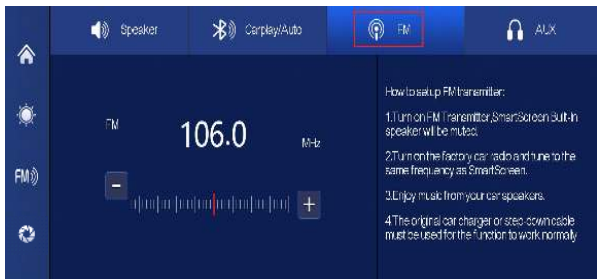 Speaker
Carplay/Auto
FM
AUX
How to setup FM transmitter:
1.Turn on FM Transmitter,SmartScreen Built-in
speaker will be muted.
FM
106.0
MHz
2.Turn on the factory car radio and tune to the
same frequency as SmartScreen.
FM
-
+
3.Enjoy music from your car speakers.
4.The original car charger or step-down cable
must be used for the function to work normally